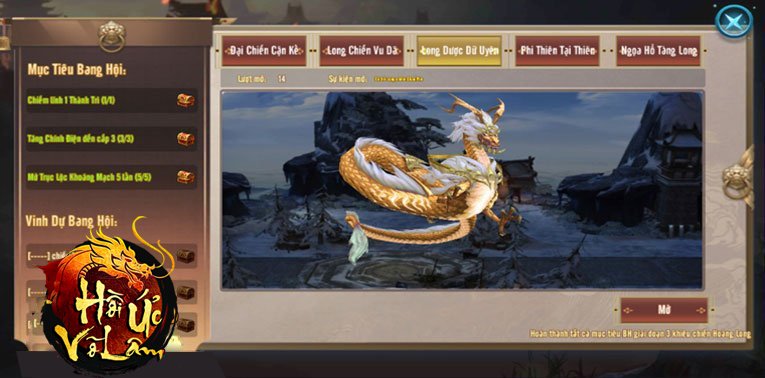 Đại Chiến Cận Kề
Long Chiến Vu Dã
Long Dược Dữ Uyên
Phi Thiên Tại Thiên
Ngọa Hổ Tàng Long
Lượt mở: 14
Sự kiện mở:
Mục Tiêu Bang Hội:
Chiếm lĩnh 1 Thành Trì (1/1)
Tăng Chính Điện đến cấp 3 (3/3)
Mở Trục Lộc Khoáng Mạch 5 lần (5/5)
Vinh Dự Bang Hội:
[-----] chiế
[----
[--
Hồi Ức
Võ Lâm
Mở
Hoàn thành tất cả mục tiêu BH giai đoạn 3 khiêu chiến Hoàng Long